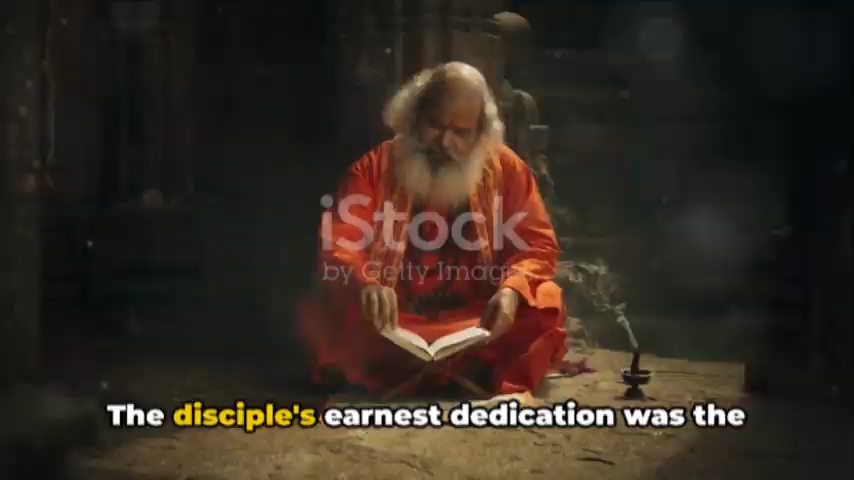 iStock
by Getty Images
The disciple's earnest dedication was the